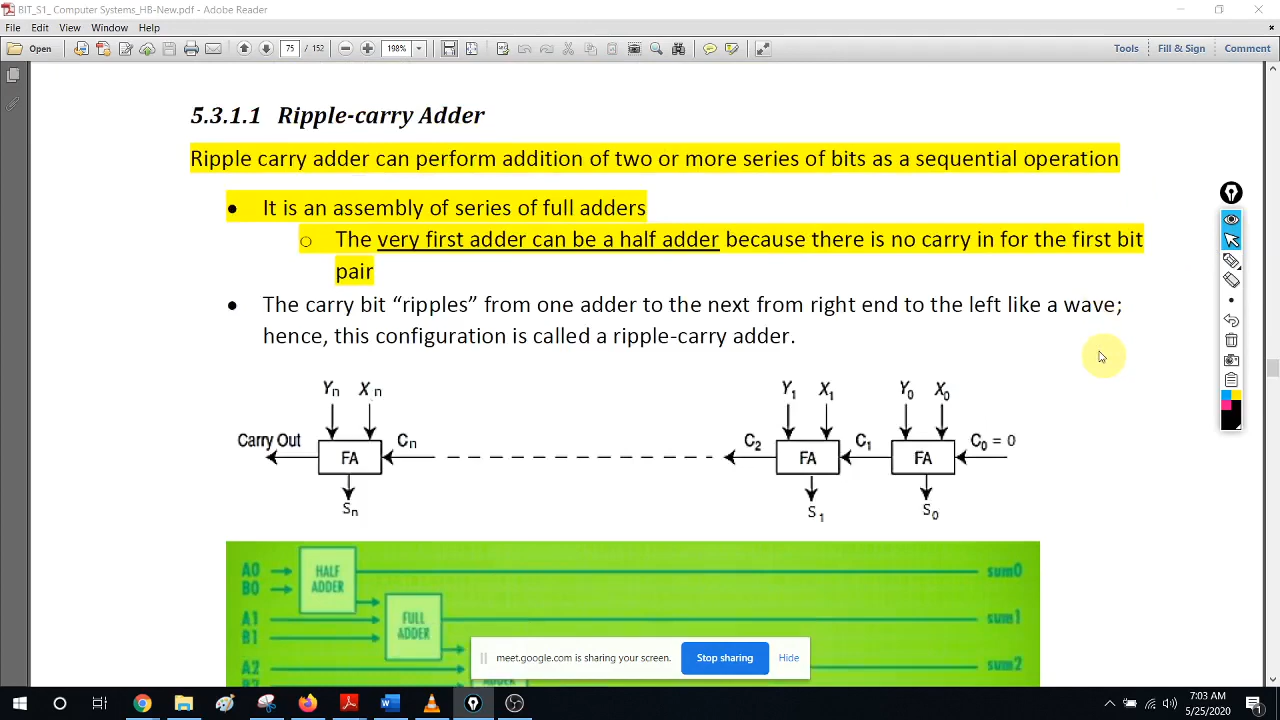 BIT_S1_ Computer Systems_HB-New.pdf - Adobe Reader
File Edit View Window Help
Open 75 / 152 198% Tools Fill & Sign Comment
5.3.1.1 Ripple-carry Adder
Ripple carry adder can perform addition of two or more series of bits as a sequential operation
• It is an assembly of series of full adders
o The very first adder can be a half adder because there is no carry in for the first bit
pair
• The carry bit “ripples” from one adder to the next from right end to the left like a wave;
hence, this configuration is called a ripple-carry adder.
Yn Xn Y1 X1 Y0 X0
Carry Out Cn C2 C1 C0 = 0
FA FA FA
Sn S1 S0
A0 HALF sum0
B0 ADDER
A1 FULL sum1
B1 ADDER
meet.google.com is sharing your screen. Stop sharing Hide
A2 sum2
ADDER
7:03 AM
5/25/2020